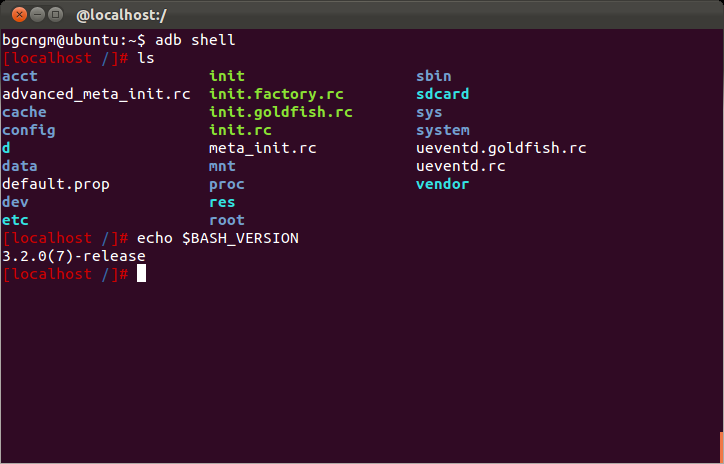 @localhost:/
bgcngm@ubuntu:~$ adb shell
[localhost /]# ls
acct init sbin
advanced_meta_init.rc init.factory.rc sdcard
cache init.goldfish.rc sys
config init.rc system
d meta_init.rc ueventd.goldfish.rc
data mnt ueventd.rc
default.prop proc vendor
dev res
etc root
[localhost /]# echo $BASH_VERSION
3.2.0(7)-release
[localhost /]#